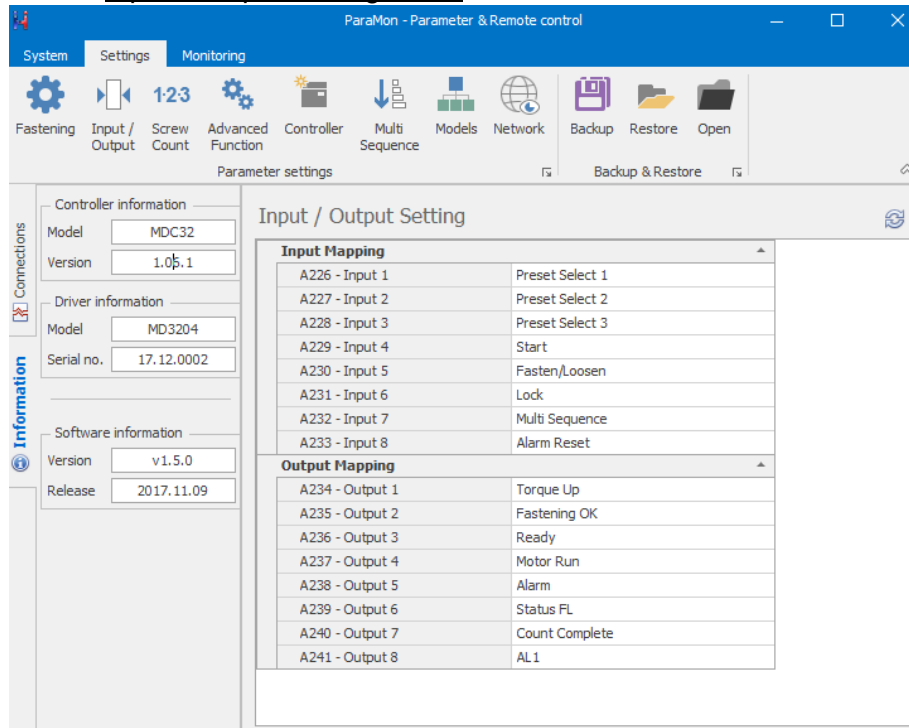 ParaMon - Parameter & Remote control
System Settings Monitoring
1·2·3
Fastening Input / Output Screw Count Advanced Function Controller Multi Sequence Models Network Backup Restore Open
Parameter settings Backup & Restore
Connections
Information
Controller information
Model MDC32
Version 1.05.1
Driver information
Model MD3204
Serial no. 17.12.0002
Software information
Version v1.5.0
Release 2017.11.09
Input / Output Setting
Input Mapping
A226 - Input 1 Preset Select 1
A227 - Input 2 Preset Select 2
A228 - Input 3 Preset Select 3
A229 - Input 4 Start
A230 - Input 5 Fasten/Loosen
A231 - Input 6 Lock
A232 - Input 7 Multi Sequence
A233 - Input 8 Alarm Reset
Output Mapping
A234 - Output 1 Torque Up
A235 - Output 2 Fastening OK
A236 - Output 3 Ready
A237 - Output 4 Motor Run
A238 - Output 5 Alarm
A239 - Output 6 Status FL
A240 - Output 7 Count Complete
A241 - Output 8 AL1